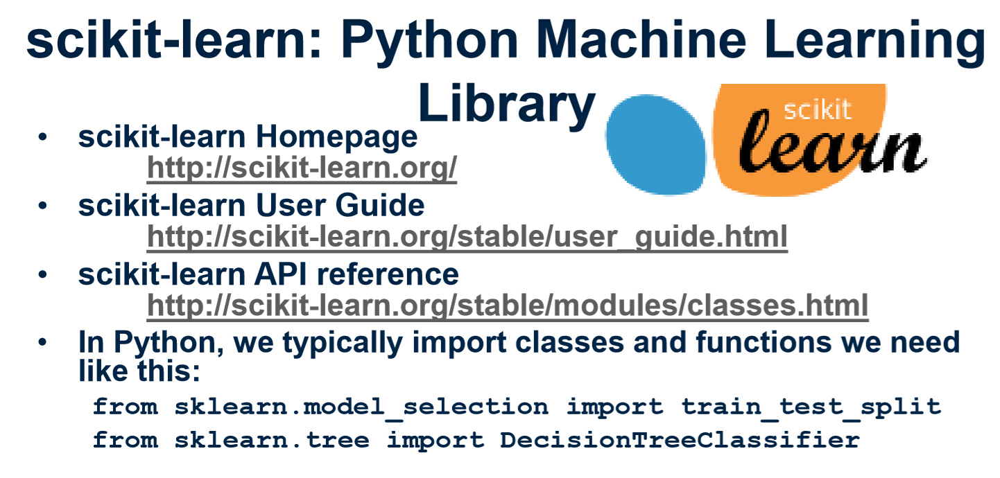 scikit-learn: Python Machine Learning
Library
scikit
learn
• scikit-learn Homepage
http://scikit-learn.org/
• scikit-learn User Guide
http://scikit-learn.org/stable/user_guide.html
• scikit-learn API reference
http://scikit-learn.org/stable/modules/classes.html
• In Python, we typically import classes and functions we need
like this:
from sklearn.model_selection import train_test_split
from sklearn.tree import DecisionTreeClassifier